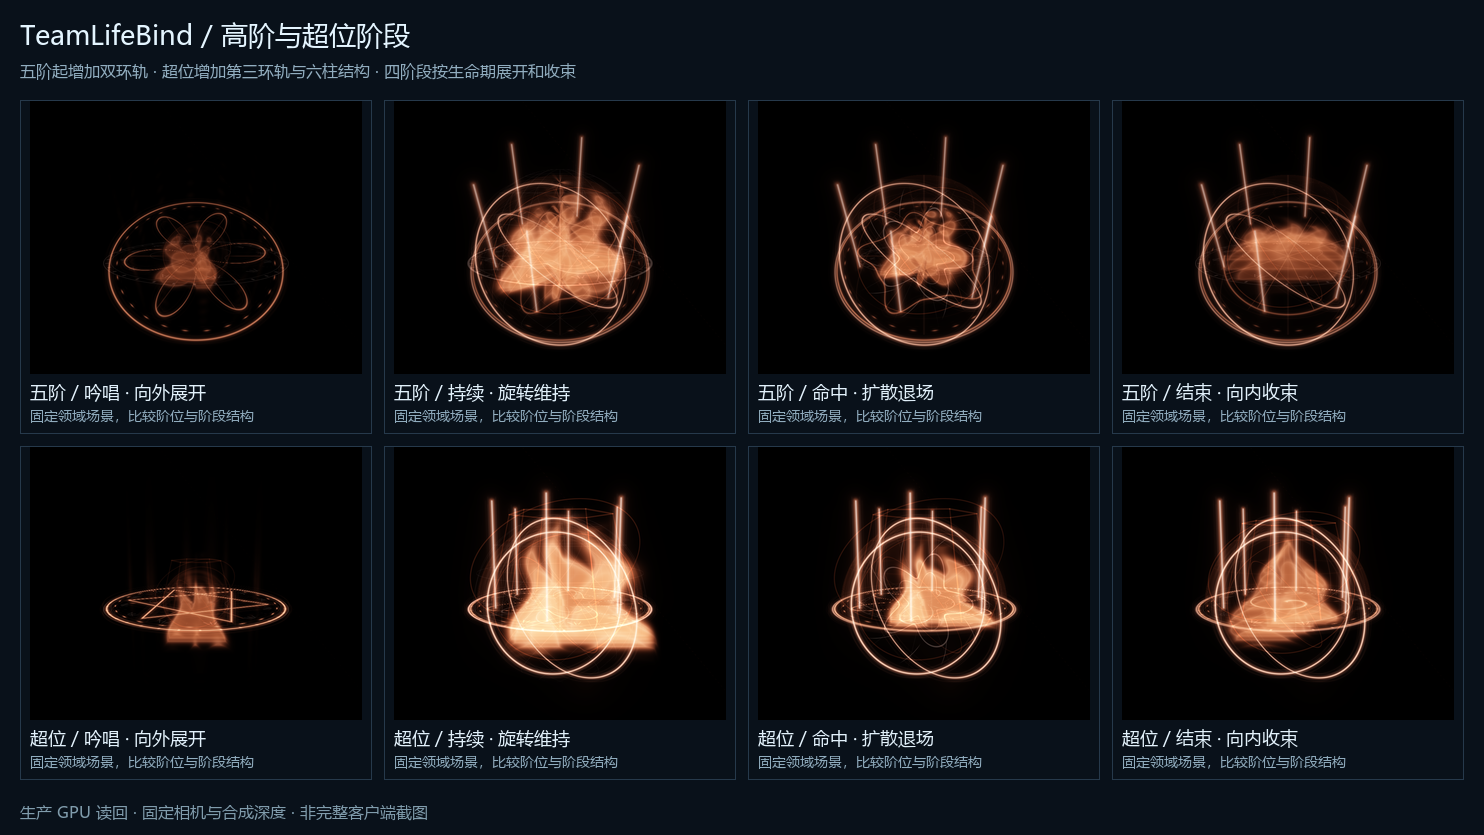 TeamLifeBind / 高阶与超位阶段
五阶起增加双环轨 · 超位增加第三环轨与六柱结构 · 四阶段按生命期展开和收束
五阶 / 吟唱 · 向外展开
固定领域场景，比较阶位与阶段结构
五阶 / 持续 · 旋转维持
固定领域场景，比较阶位与阶段结构
五阶 / 命中 · 扩散退场
固定领域场景，比较阶位与阶段结构
五阶 / 结束 · 向内收束
固定领域场景，比较阶位与阶段结构
超位 / 吟唱 · 向外展开
固定领域场景，比较阶位与阶段结构
超位 / 持续 · 旋转维持
固定领域场景，比较阶位与阶段结构
超位 / 命中 · 扩散退场
固定领域场景，比较阶位与阶段结构
超位 / 结束 · 向内收束
固定领域场景，比较阶位与阶段结构
生产 GPU 读回 · 固定相机与合成深度 · 非完整客户端截图